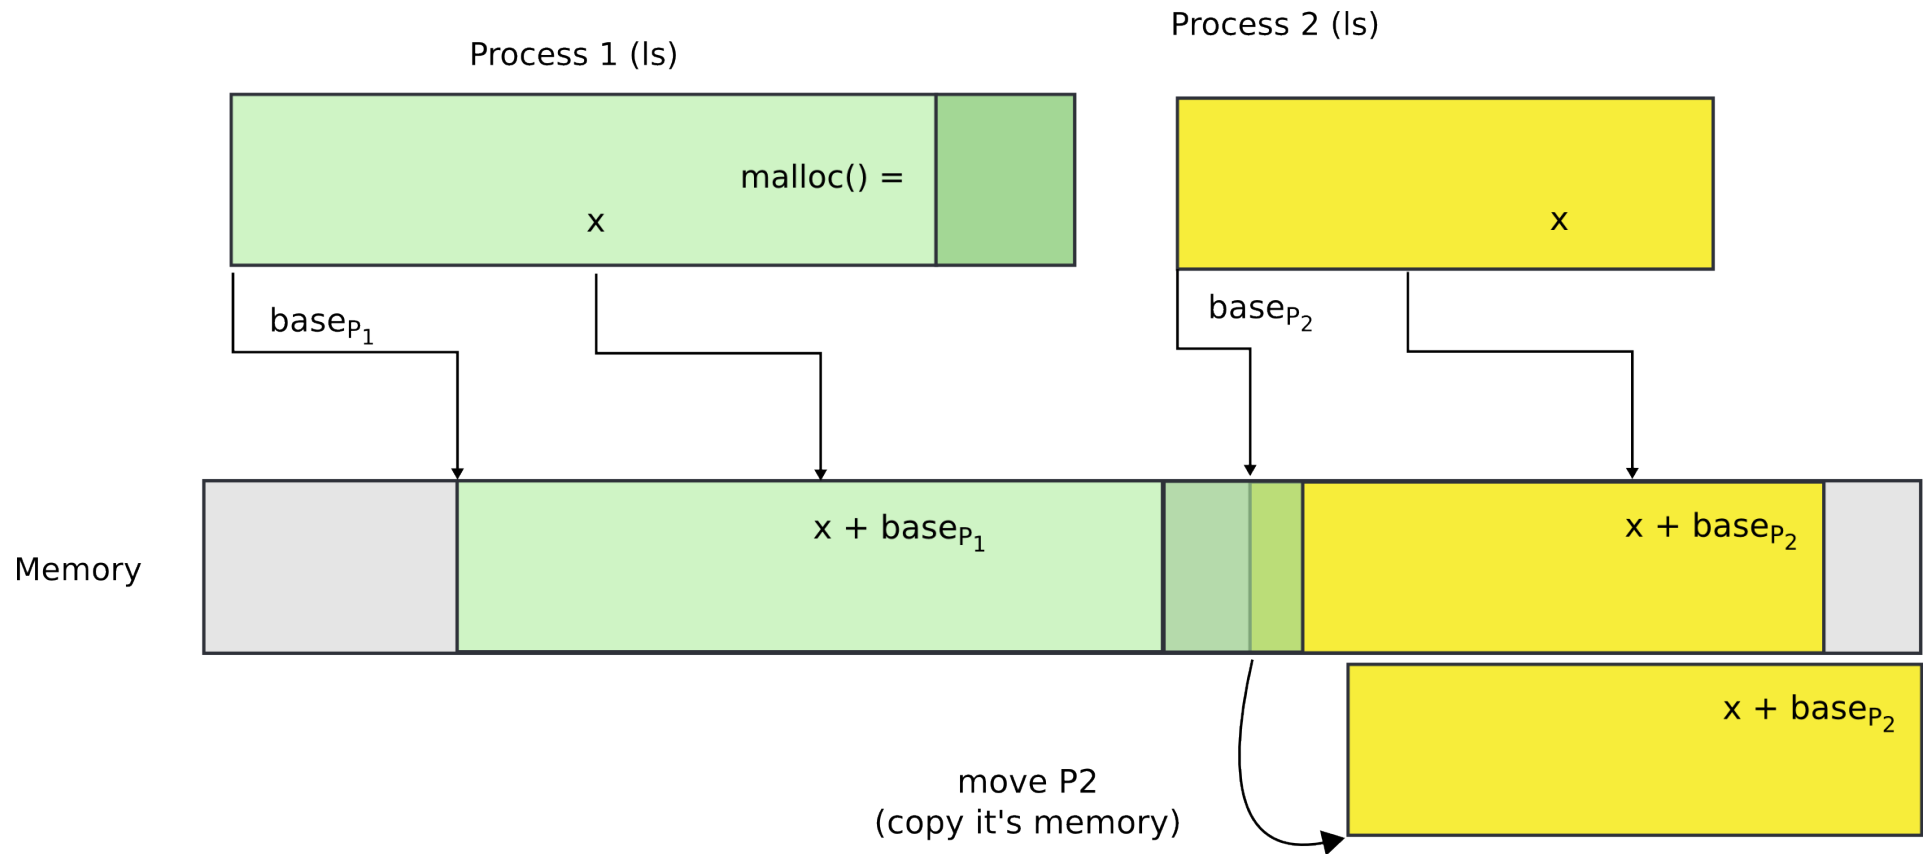 Process 1 (ls)
Process 2 (ls)
malloc() =
x
x
baseP1
baseP2
x + baseP1
x + baseP2
Memory
x + baseP2
move P2
(copy it's memory)